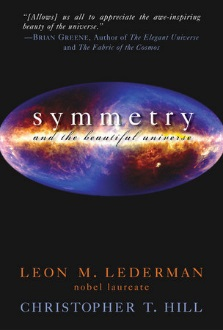 "[Allows] us all to appreciate the awe-inspiring
beauty of the universe."
—BRIAN GREENE, Author of The Elegant Universe
and The Fabric of the Cosmos
symmetry
and the beautiful universe
LEON M. LEDERMAN
nobel laureate
CHRISTOPHER T. HILL